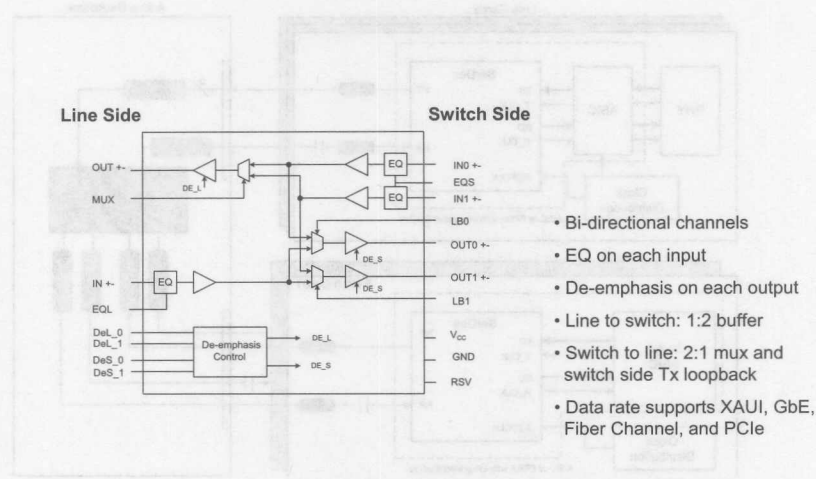 Line Side
Switch Side
OUT +-
MUX
DE_L
EQ
EQ
IN0 +-
EQS
IN1 +-
LB0
OUT0 +-
DE_S
OUT1 +-
DE_S
LB1
IN +-
EQ
EQL
DeL_0
DeL_1
DeS_0
DeS_1
De-emphasis
Control
DE_L
DE_S
Vcc
GND
RSV
• Bi-directional channels
• EQ on each input
• De-emphasis on each output
• Line to switch: 1:2 buffer
• Switch to line: 2:1 mux and
switch side Tx loopback
• Data rate supports XAUI, GbE,
Fiber Channel, and PCIe